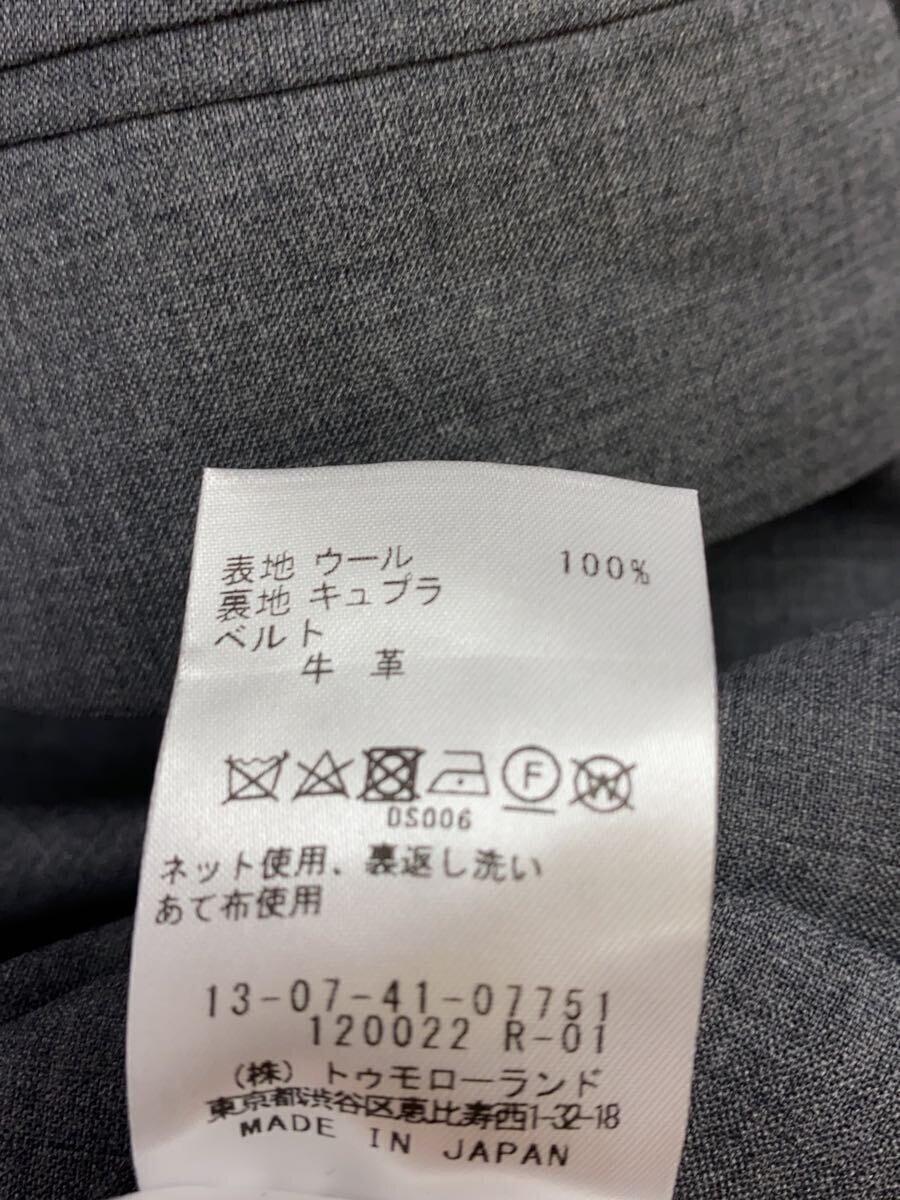 表地 ウール 100%
裏地 キュプラ
ベルト
牛 革
F W
DS006
ネット使用、裏返し洗い
あて布使用
13-07-41-07751
120022 R-01
(株) トゥモローランド
東京都渋谷区恵比寿西1-32-18
MADE IN JAPAN